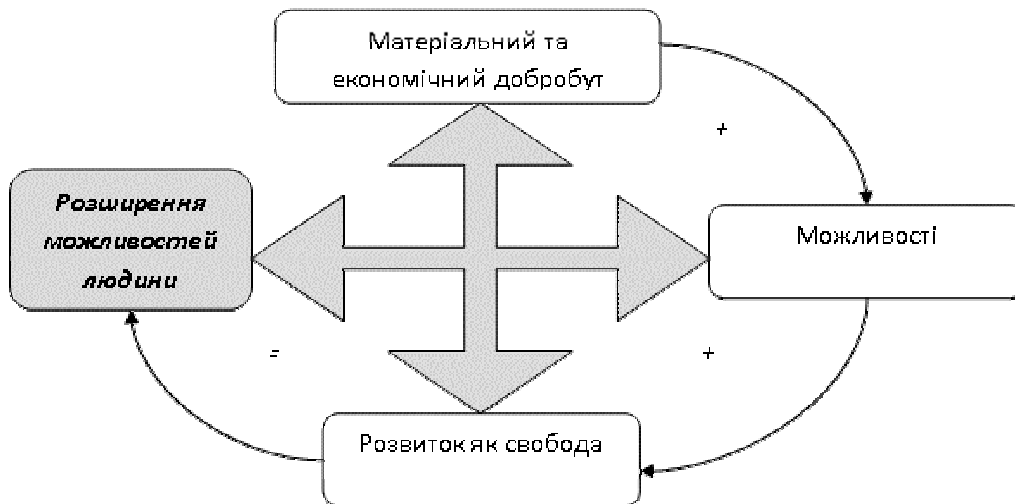 Матеріальний та
економічний добробут
+
Розширення
можливостей
людини
Можливості
=
+
Розвиток як свобода